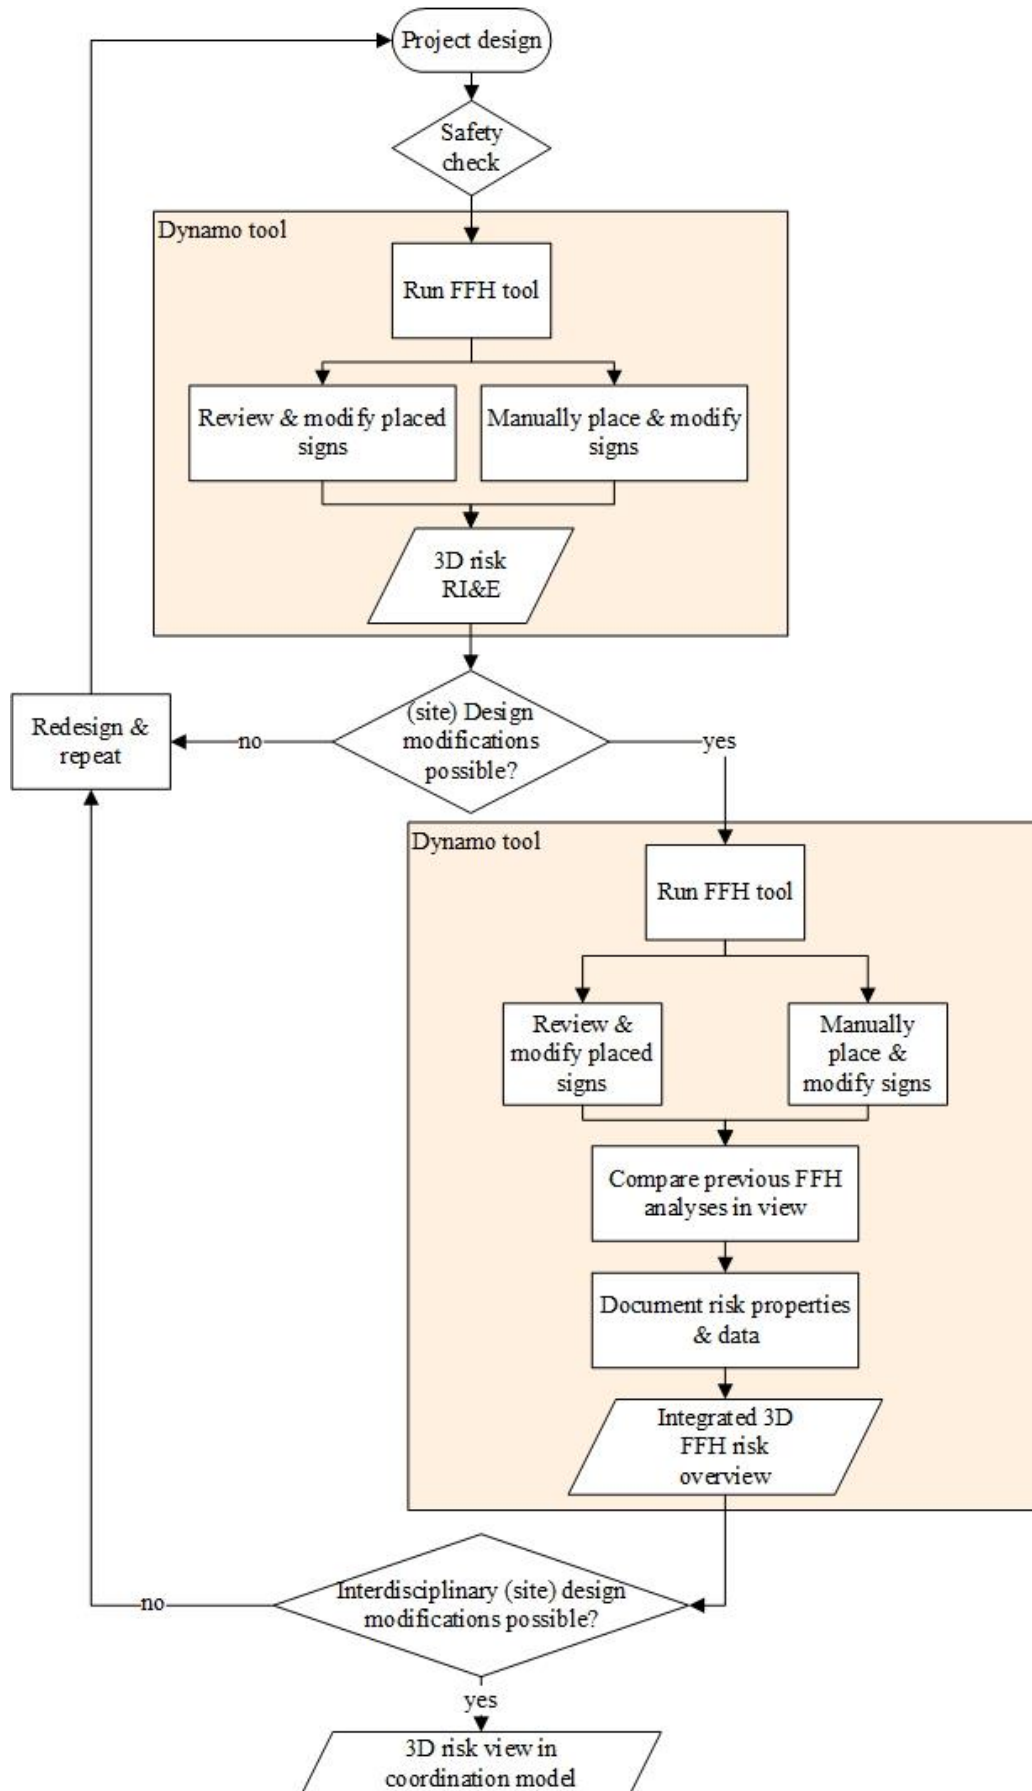 Project design
Safety
check
Dynamo tool
Run FFH tool
Review & modify placed
signs
Manually place & modify
signs
3D risk
RI&E
(site) Design
modifications
possible?
no
yes
Redesign &
repeat
Dynamo tool
Run FFH tool
Review &
modify placed
signs
Manually
place &
modify signs
Compare previous FFH
analyses in view
Document risk properties
& data
Integrated 3D
FFH risk
overview
Interdisciplinary (site) design
modifications possible?
no
yes
3D risk view in
coordination model